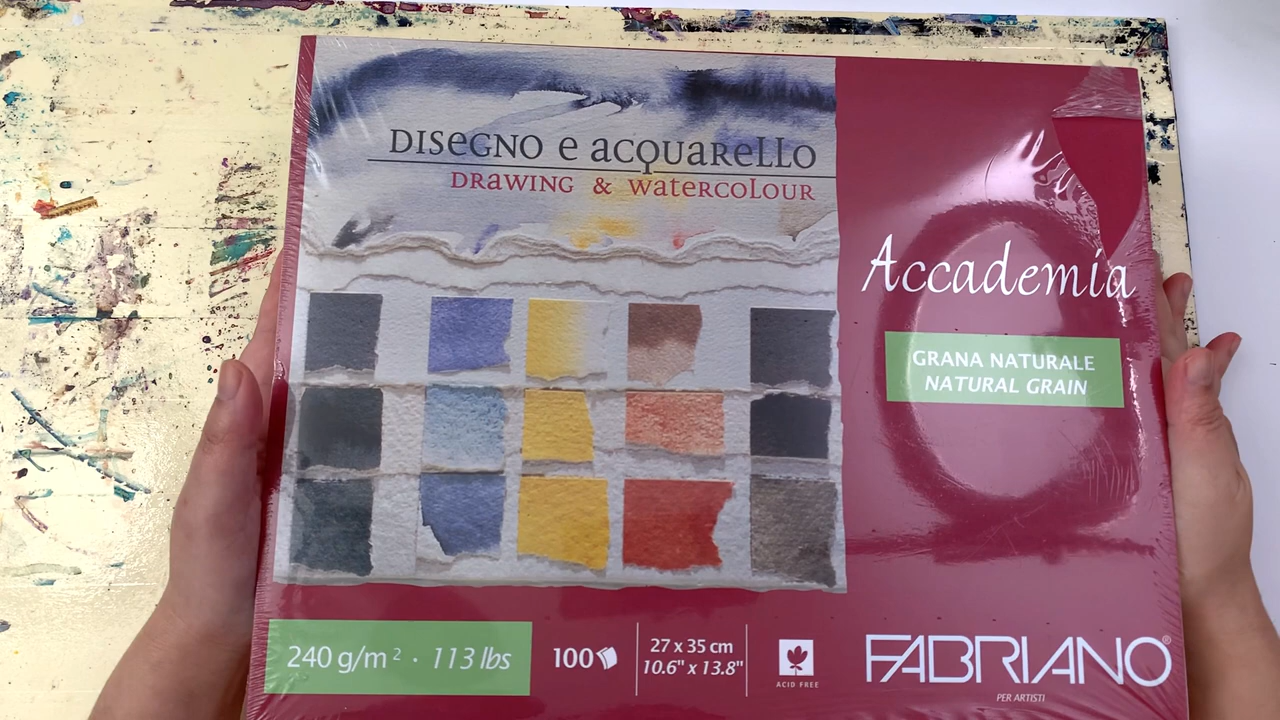 DISEGNO e acquarello
DRAWING & watercolour
Accademia
GRANA NATURALE
NATURAL GRAIN
240 g/m² · 113 lbs
100
27 x 35 cm
10.6" x 13.8"
ACID FREE
FABRIANO®
PER ARTISTI